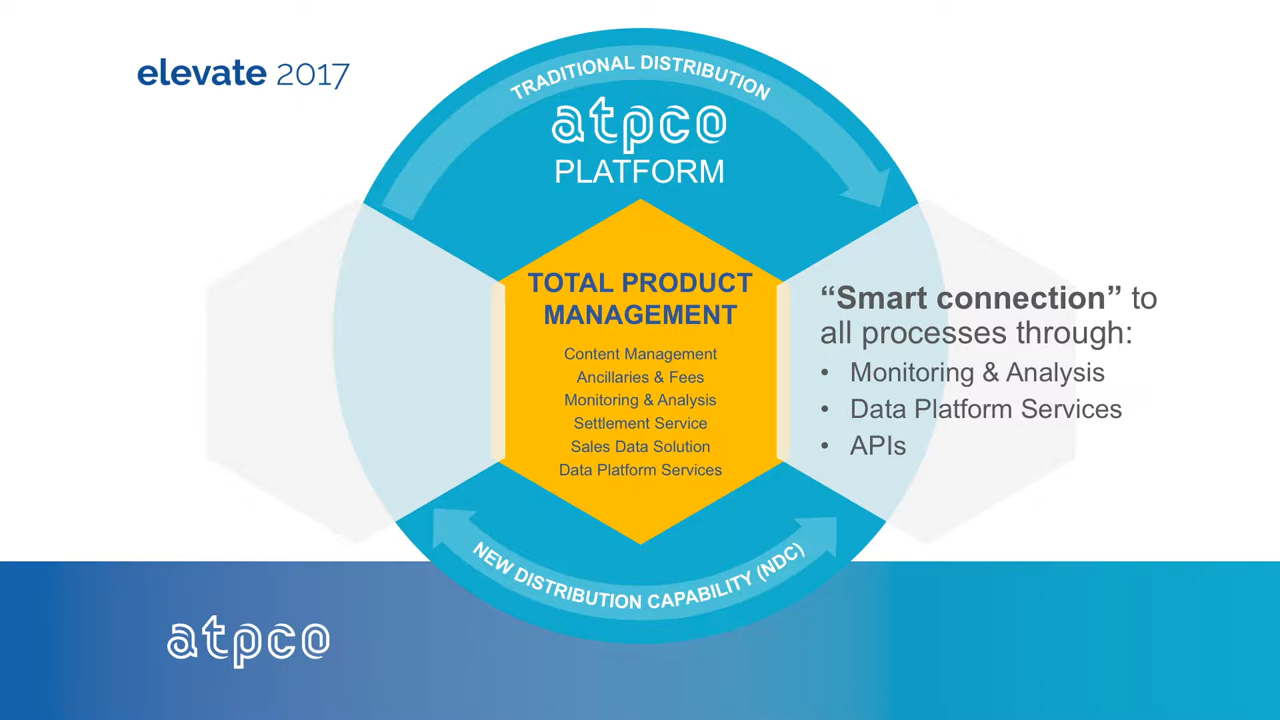 elevate 2017
TRADITIONAL DISTRIBUTION
atpco
PLATFORM
TOTAL PRODUCT
MANAGEMENT
Content Management
Ancillaries & Fees
Monitoring & Analysis
Settlement Service
Sales Data Solution
Data Platform Services
“Smart connection” to
all processes through:
• Monitoring & Analysis
• Data Platform Services
• APIs
NEW DISTRIBUTION CAPABILITY (NDC)
atpco